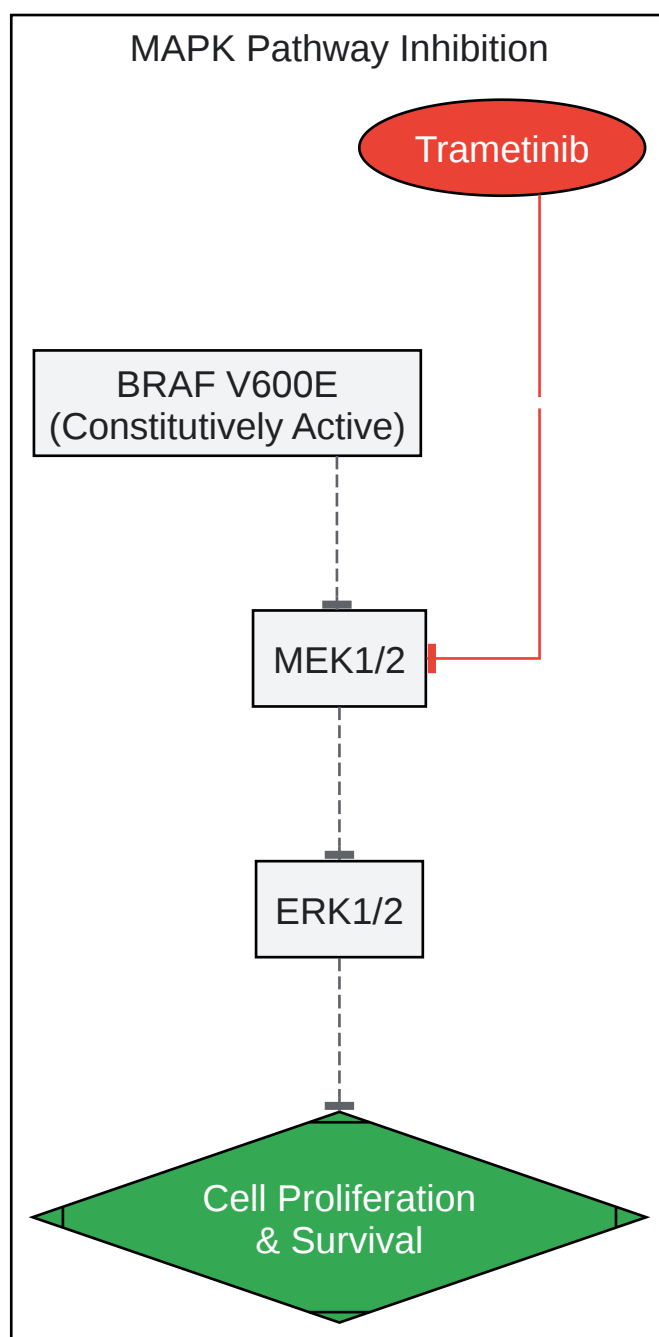 MAPK Pathway Inhibition
Trametinib
BRAF V600E
(Constitutively Active)
MEK1/2
ERK1/2
Cell Proliferation
& Survival